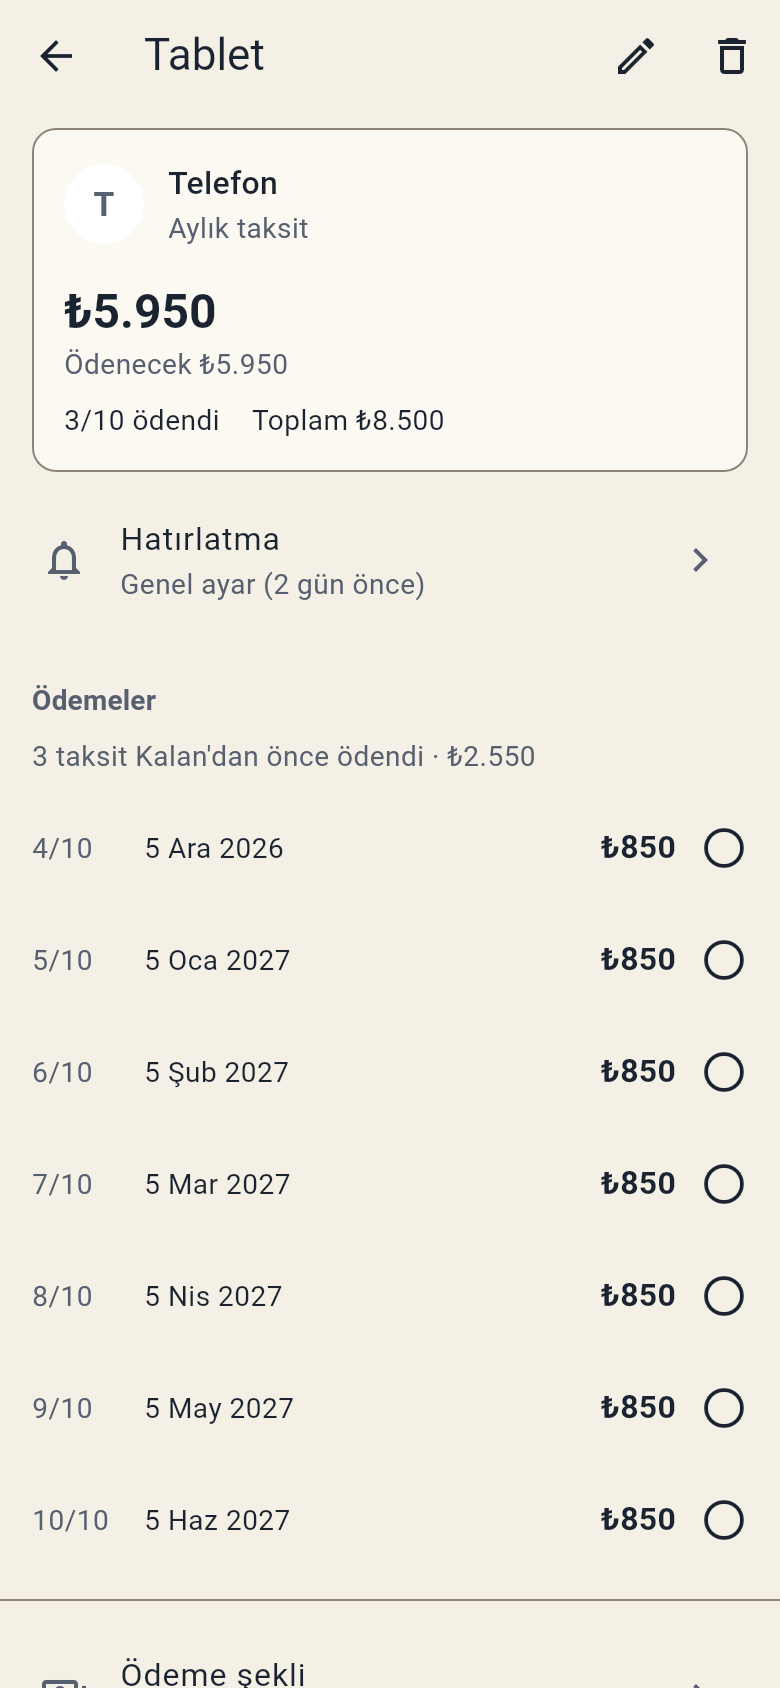 Tablet
T
Telefon
Aylık taksit
₺5.950
Ödenecek ₺5.950
3/10 ödendi Toplam ₺8.500
Hatırlatma
Genel ayar (2 gün önce)
Ödemeler
3 taksit Kalan'dan önce ödendi · ₺2.550
4/10 5 Ara 2026 ₺850
5/10 5 Oca 2027 ₺850
6/10 5 Şub 2027 ₺850
7/10 5 Mar 2027 ₺850
8/10 5 Nis 2027 ₺850
9/10 5 May 2027 ₺850
10/10 5 Haz 2027 ₺850
Ödeme şekli